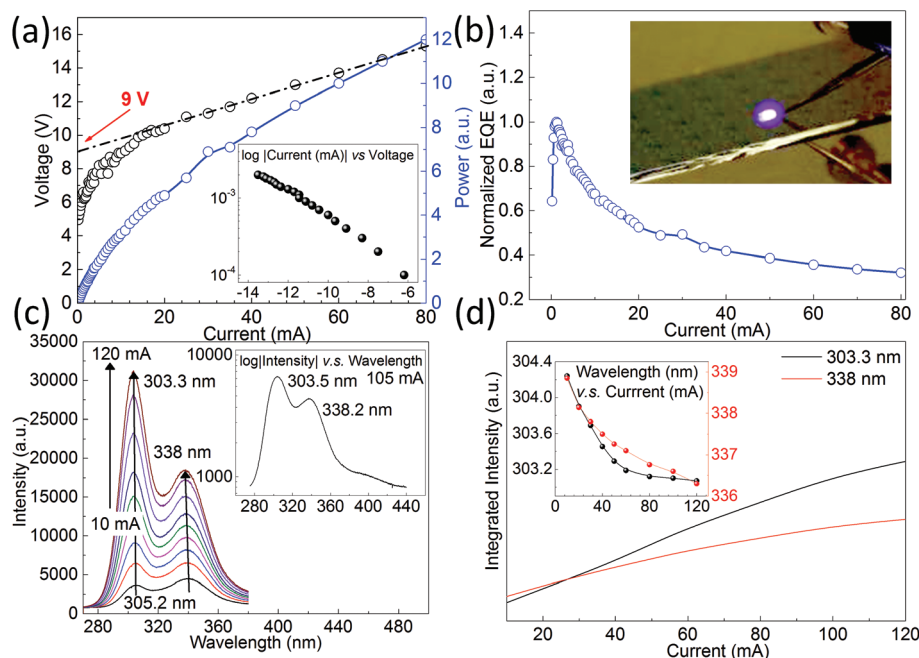 (a)
16
14
12
10
8
6
4
2
0
Voltage (V)
9 V
12
10
8
6
4
2
0
Power (a.u.)
log |Current (mA)| vs Voltage
10-3
10-4
-14 -12 -10 -8 -6
0 20 40 60 80
Current (mA)
(b)
1.4
1.2
1.0
0.8
0.6
0.4
0.2
Normalized EQE (a.u.)
0 10 20 40 60 80
Current (mA)
(c)
35000
30000
25000
20000
15000
10000
5000
0
Intensity (a.u.)
120 mA
303.3 nm
338 nm
10 mA
305.2 nm
10000
1000
log|Intensity| v.s. Wavelength
105 mA
303.5 nm
338.2 nm
280 320 360 400 440
280 320 360 400 440 480
Wavelength (nm)
(d)
Integrated Intensity (a.u.)
303.3 nm
338 nm
304.4
304.0
303.6
303.2
Wavelength (nm)
v.s. Currrent (mA)
339
338
337
336
0 20 40 60 80 100 120
20 40 60 80 100 120
Current (mA)